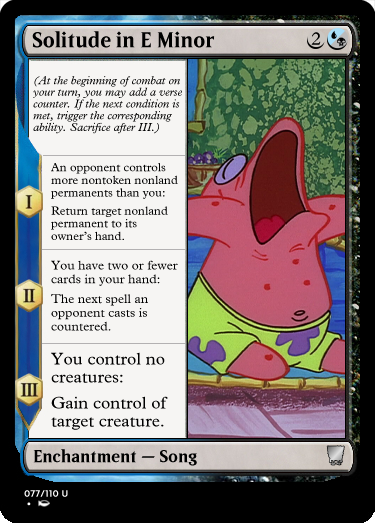 Solitude in E Minor 2
(At the beginning of combat on
your turn, you may add a verse
counter. If the next condition is
met, trigger the corresponding
ability. Sacrifice after III.)
I
An opponent controls
more nontoken nonland
permanents than you:
Return target nonland
permanent to its
owner's hand.
II
You have two or fewer
cards in your hand:
The next spell an
opponent casts is
countered.
III
You control no
creatures:
Gain control of
target creature.
Enchantment — Song
077/110 U